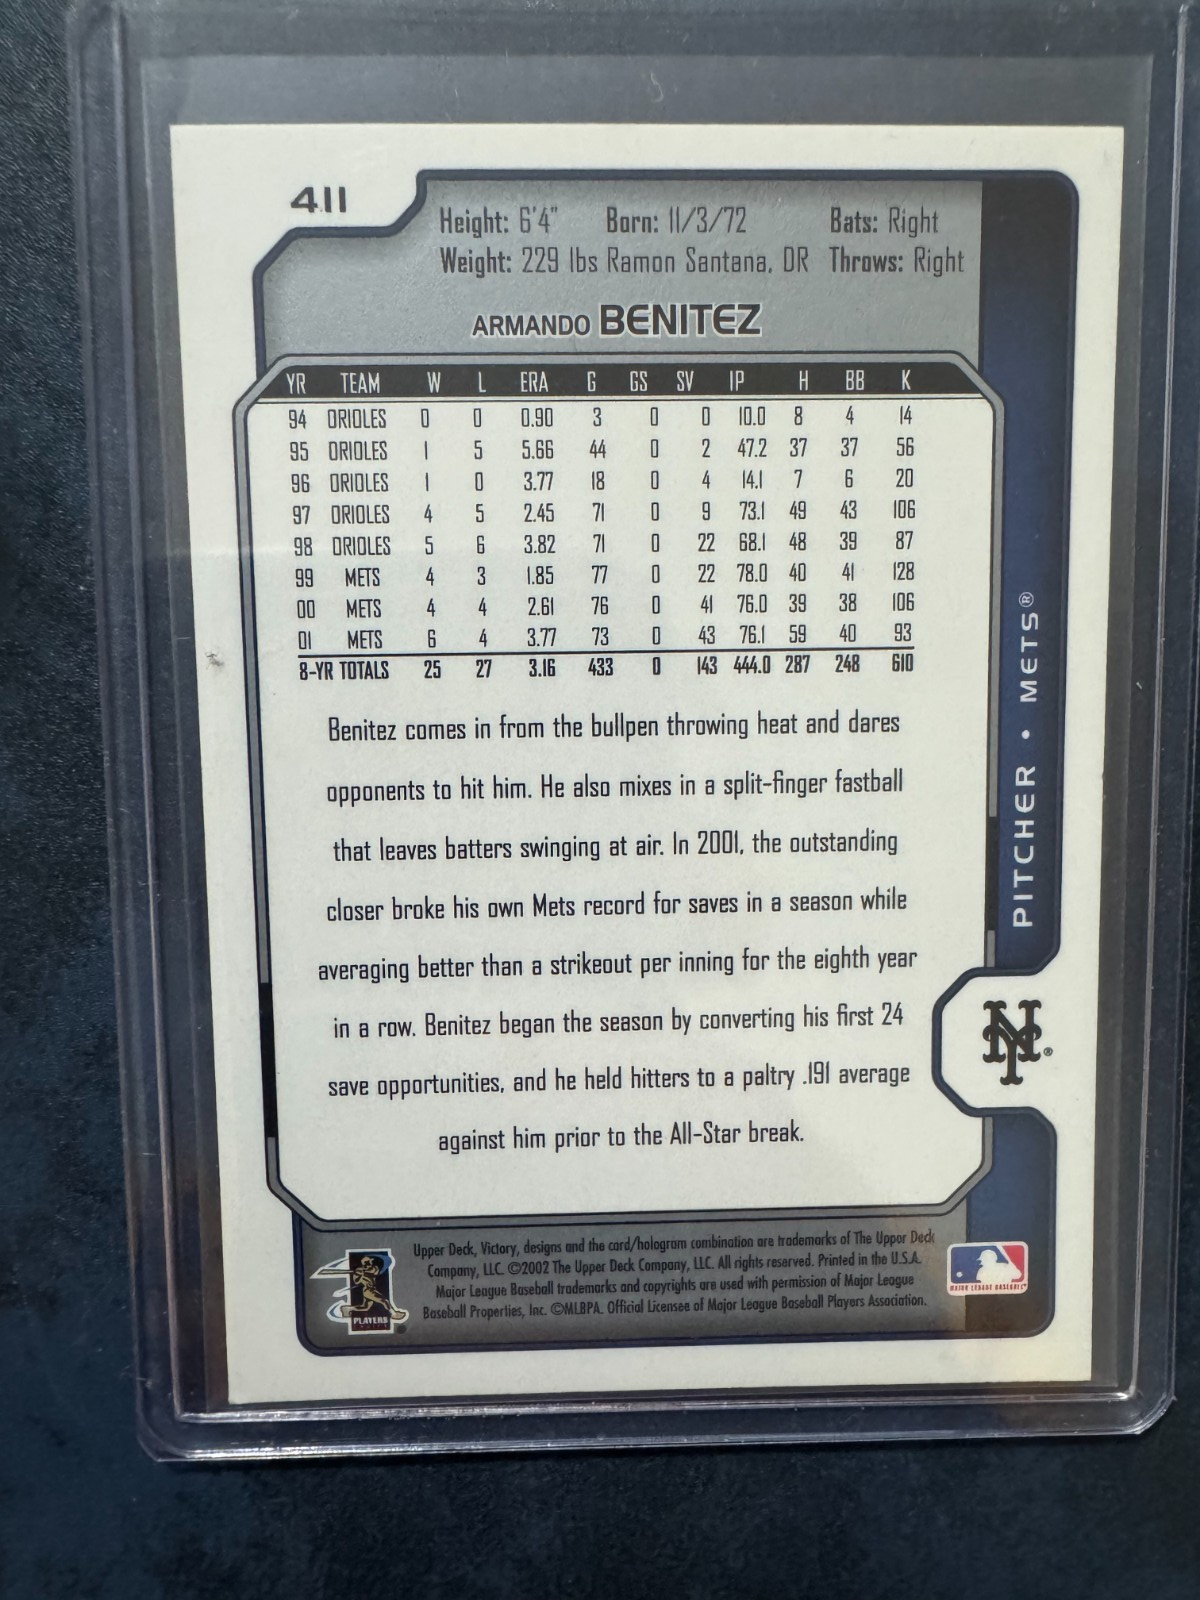 411
Height: 6'4" Born: 11/3/72 Bats: Right
Weight: 229 lbs Ramon Santana, DR Throws: Right
ARMANDO BENITEZ
YR TEAM W L ERA G GS SV IP H BB K
94 ORIOLES 0 0 0.90 3 0 0 10.0 8 4 14
95 ORIOLES 1 5 5.66 44 0 2 47.2 37 37 56
96 ORIOLES 1 0 3.77 18 0 4 14.1 7 6 20
97 ORIOLES 4 5 2.45 71 0 9 73.1 49 43 106
98 ORIOLES 5 6 3.82 71 0 22 68.1 48 39 87
99 METS 4 3 1.85 77 0 22 78.0 40 41 128
00 METS 4 4 2.61 76 0 41 76.0 39 38 106
01 METS 6 4 3.77 73 0 43 76.1 59 40 93
8-YR TOTALS 25 27 3.16 433 0 143 444.0 287 248 610
Benitez comes in from the bullpen throwing heat and dares
opponents to hit him. He also mixes in a split-finger fastball
that leaves batters swinging at air. In 2001, the outstanding
closer broke his own Mets record for saves in a season while
averaging better than a strikeout per inning for the eighth year
in a row. Benitez began the season by converting his first 24
save opportunities, and he held hitters to a paltry .191 average
against him prior to the All-Star break.
PITCHER • METS®
NY®
Upper Deck, Victory, designs and the card/hologram combination are trademarks of The Upper Deck
Company, LLC. ©2002 The Upper Deck Company, LLC. All rights reserved. Printed in the U.S.A.
Major League Baseball trademarks and copyrights are used with permission of Major League
Baseball Properties, Inc. ©MLBPA. Official Licensee of Major League Baseball Players Association.
PLAYERS
MAJOR LEAGUE BASEBALL